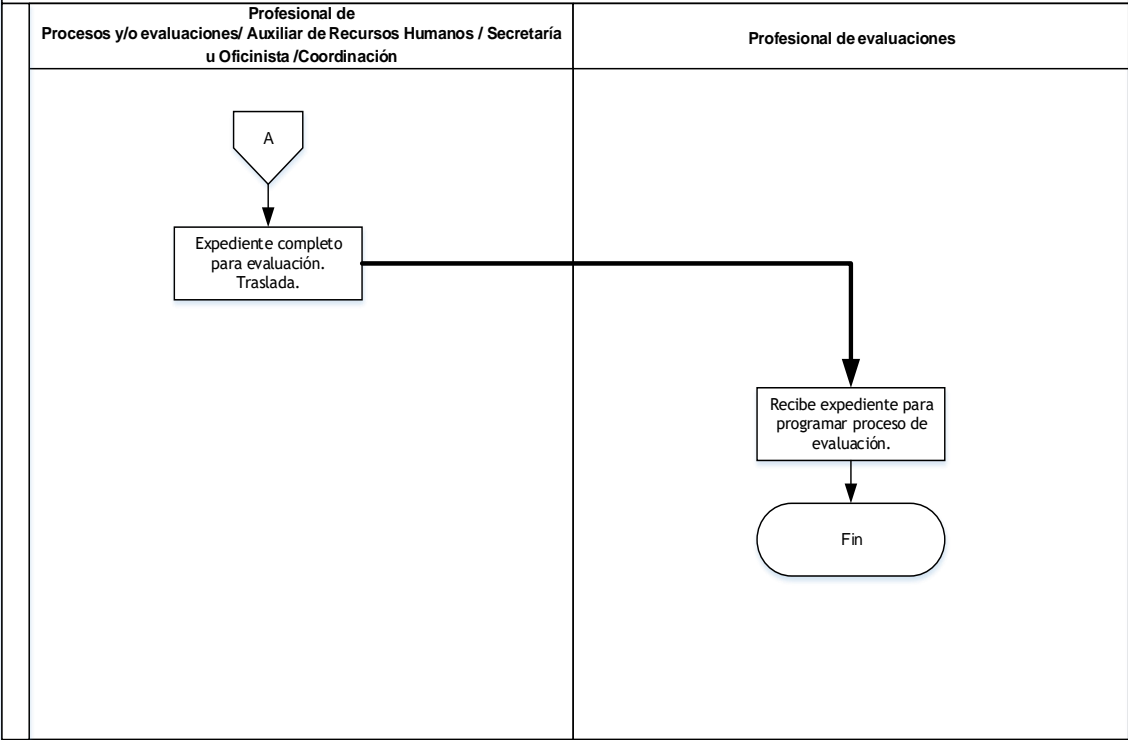 Profesional de
Procesos y/o evaluaciones/ Auxiliar de Recursos Humanos / Secretaría
u Oficinista /Coordinación
Profesional de evaluaciones
A
Expediente completo
para evaluación.
Traslada.
Recibe expediente para
programar proceso de
evaluación.
Fin